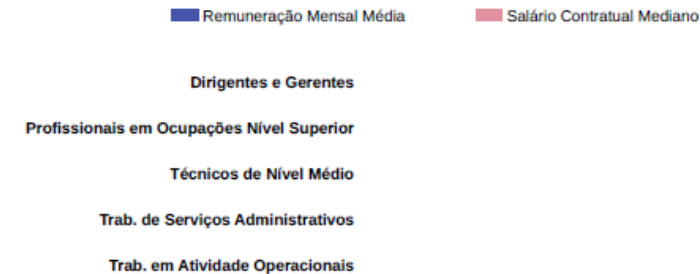 Remuneração Mensal Média Salário Contratual Mediano
Dirigentes e Gerentes
Profissionais em Ocupações Nível Superior
Técnicos de Nível Médio
Trab. de Serviços Administrativos
Trab. em Atividade Operacionais